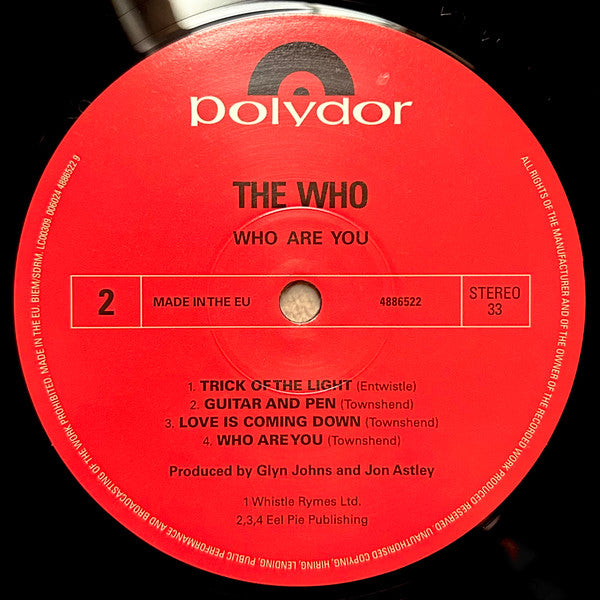 polydor
THE WHO
WHO ARE YOU
2
MADE IN THE EU
4886522
STEREO
33
1. TRICK OF THE LIGHT (Entwistle)
2. GUITAR AND PEN (Townshend)
3. LOVE IS COMING DOWN (Townshend)
4. WHO ARE YOU (Townshend)
Produced by Glyn Johns and Jon Astley
1 Whistle Rymes Ltd.
2,3,4 Eel Pie Publishing
ALL RIGHTS OF THE MANUFACTURER AND OF THE OWNER OF THE RECORDED WORK PRODUCED RESERVED. UNAUTHORISED COPYING, HIRING, LENDING, PUBLIC PERFORMANCE AND BROADCASTING OF THE WORK PROHIBITED. MADE IN THE EU. BIEM/SDRM. LC00309. 006024 4886522 9